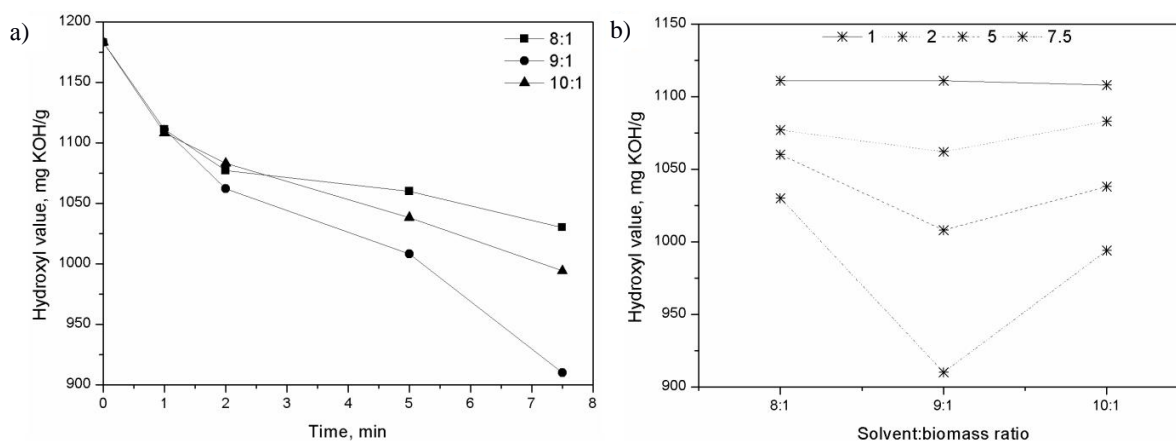 a)
1200
1150
1100
1050
1000
950
900
Hydroxyl value, mg KOH/g
8:1
9:1
10:1
0 1 2 3 4 5 6 7 8
Time, min
b)
1150
1100
1050
1000
950
900
Hydroxyl value, mg KOH/g
1 2 5 7.5
8:1 9:1 10:1
Solvent:biomass ratio